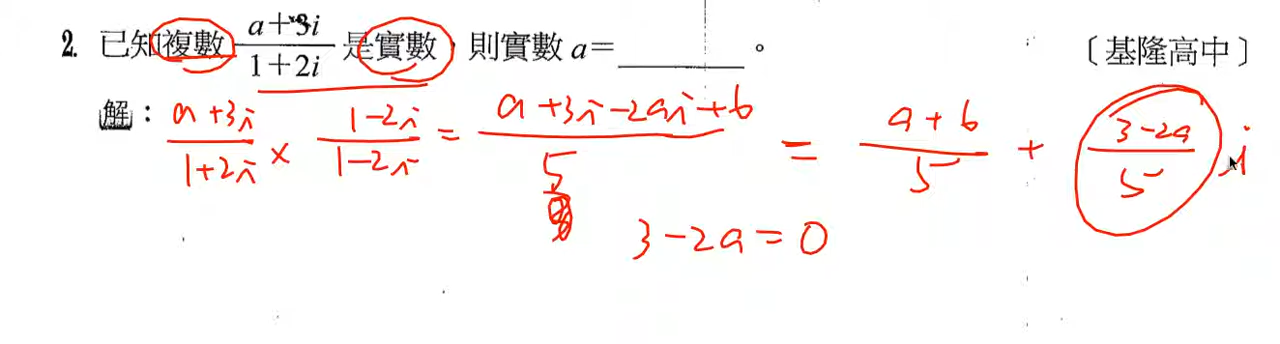 2. 已知複數 (a+3i)/(1+2i) 是實數，則實數 a=______。 〔基隆高中〕
解： (a+3i)/(1+2i) × (1-2i)/(1-2i) = (a+3i-2ai+6)/5 = (a+6)/5 + (3-2a)/5 i
3-2a=0